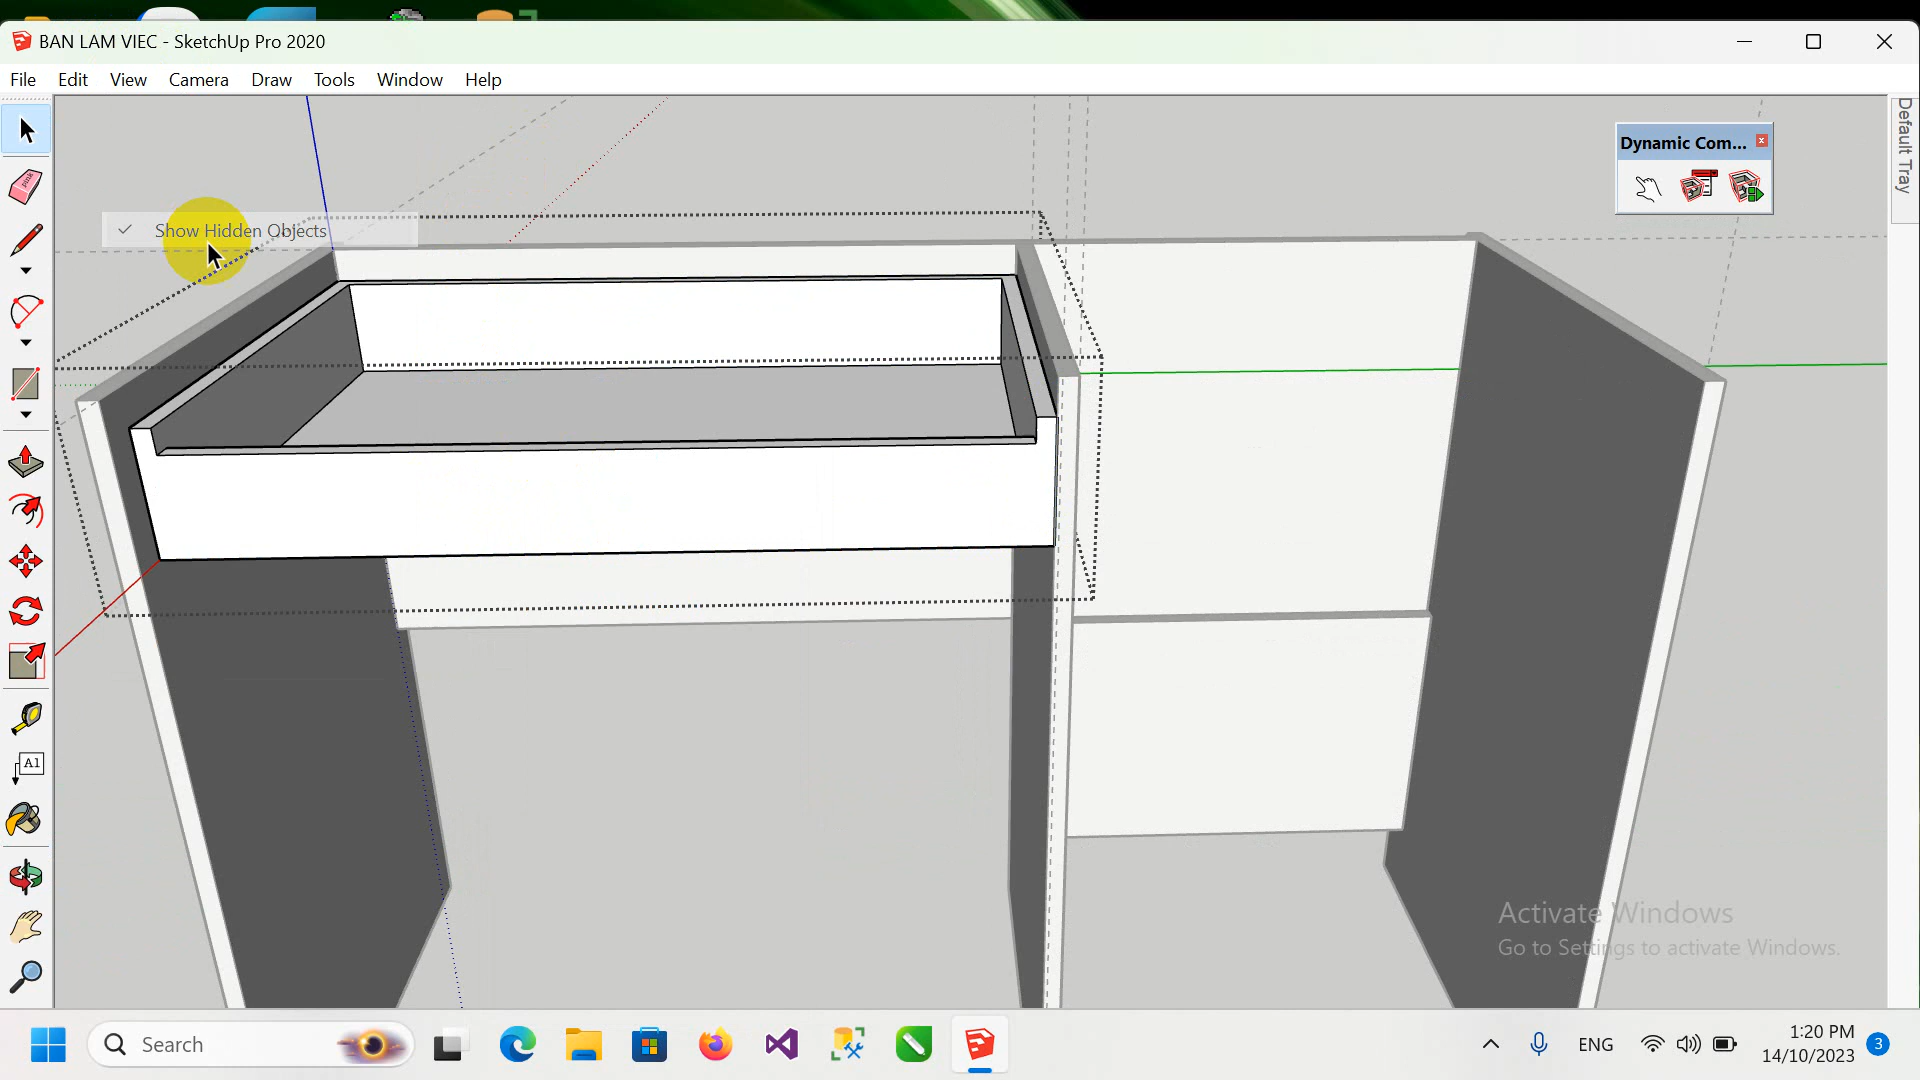 BAN LAM VIEC - SketchUp Pro 2020
File Edit View Camera Draw Tools Window Help
Default Tray
Dynamic Com...
Show Hidden Objects
A1
Activate Windows
Go to Settings to activate Windows.
Search
ENG
1:20 PM
14/10/2023
3